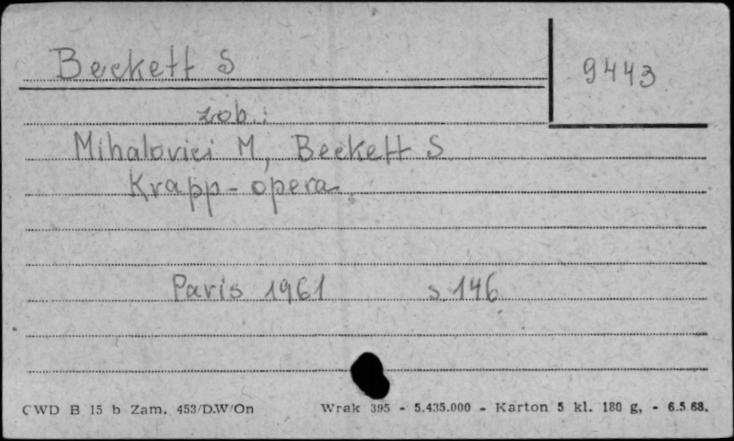 Beckett S
9443
zob.:
Mihalovici M, Beckett S
Krapp-opera.
Paris 1961 s. 146
CWD B 15 b Zam. 453/D.W/On Wrak 395 - 5.435.000 - Karton 5 kl. 180 g, - 6.5.68.